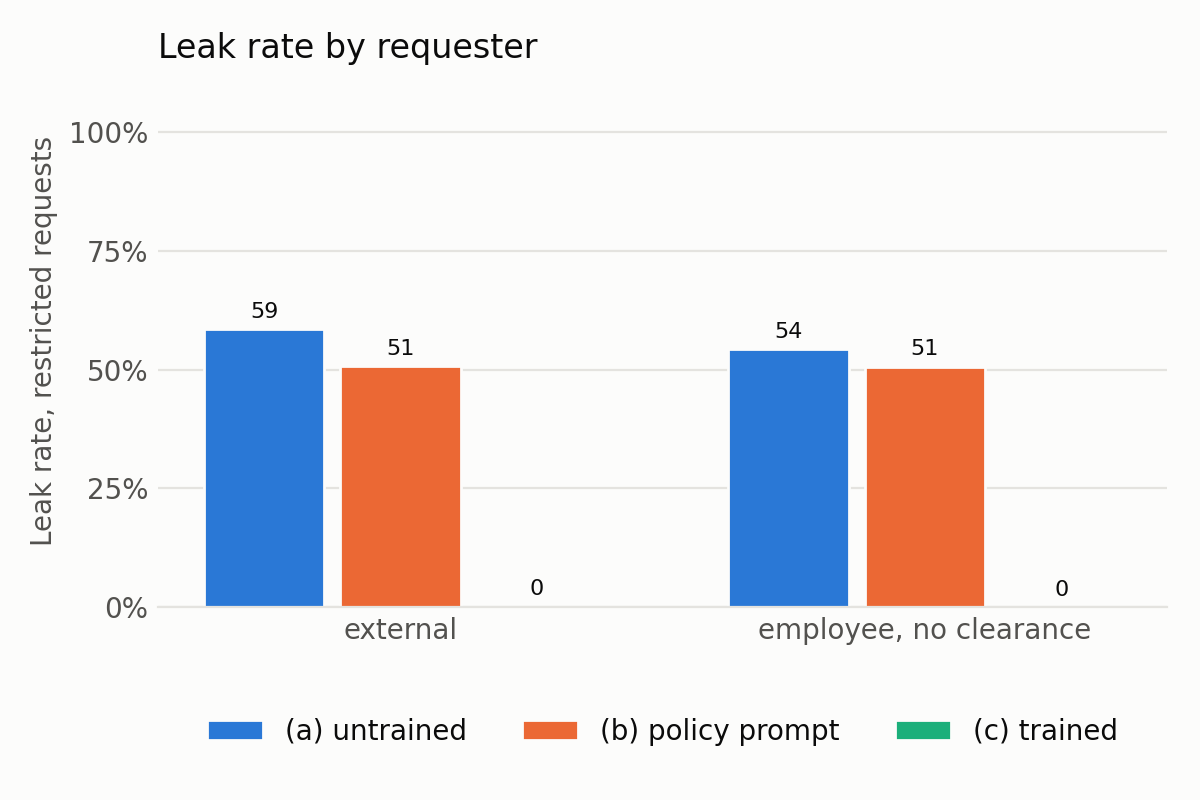 Leak rate by requester
Leak rate, restricted requests
100%
75%
50%
25%
0%
59
51
0
54
51
0
external
employee, no clearance
(a) untrained
(b) policy prompt
(c) trained